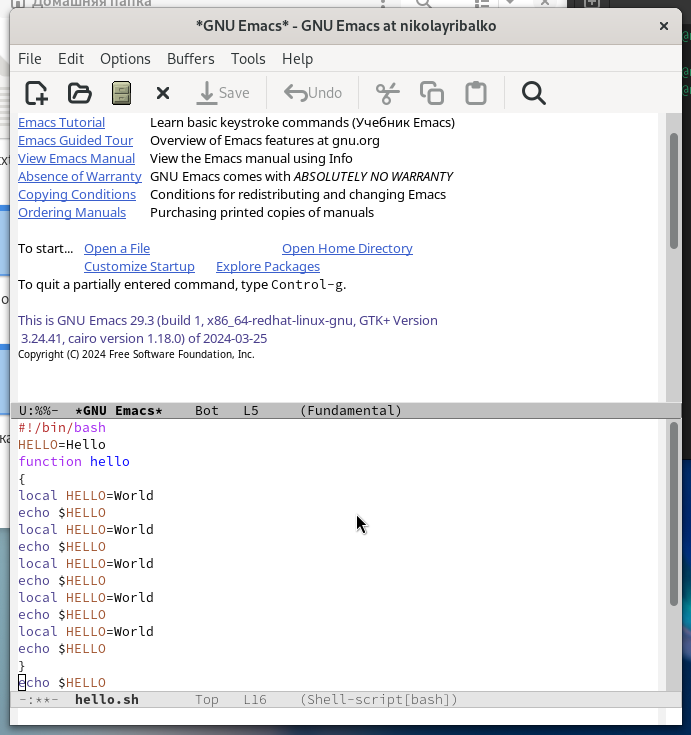 Домашняя папка
*GNU Emacs* - GNU Emacs at nikolayribalko
File Edit Options Buffers Tools Help
Save Undo
Emacs Tutorial Learn basic keystroke commands (Учебник Emacs)
Emacs Guided Tour Overview of Emacs features at gnu.org
View Emacs Manual View the Emacs manual using Info
Absence of Warranty GNU Emacs comes with ABSOLUTELY NO WARRANTY
Copying Conditions Conditions for redistributing and changing Emacs
Ordering Manuals Purchasing printed copies of manuals
To start... Open a File Open Home Directory
Customize Startup Explore Packages
To quit a partially entered command, type Control-g.
This is GNU Emacs 29.3 (build 1, x86_64-redhat-linux-gnu, GTK+ Version
3.24.41, cairo version 1.18.0) of 2024-03-25
Copyright (C) 2024 Free Software Foundation, Inc.
U:%%- *GNU Emacs* Bot L5 (Fundamental)
#!/bin/bash
HELLO=Hello
function hello
{
local HELLO=World
echo $HELLO
local HELLO=World
echo $HELLO
local HELLO=World
echo $HELLO
local HELLO=World
echo $HELLO
local HELLO=World
echo $HELLO
}
echo $HELLO
-:**- hello.sh Top L16 (Shell-script[bash])